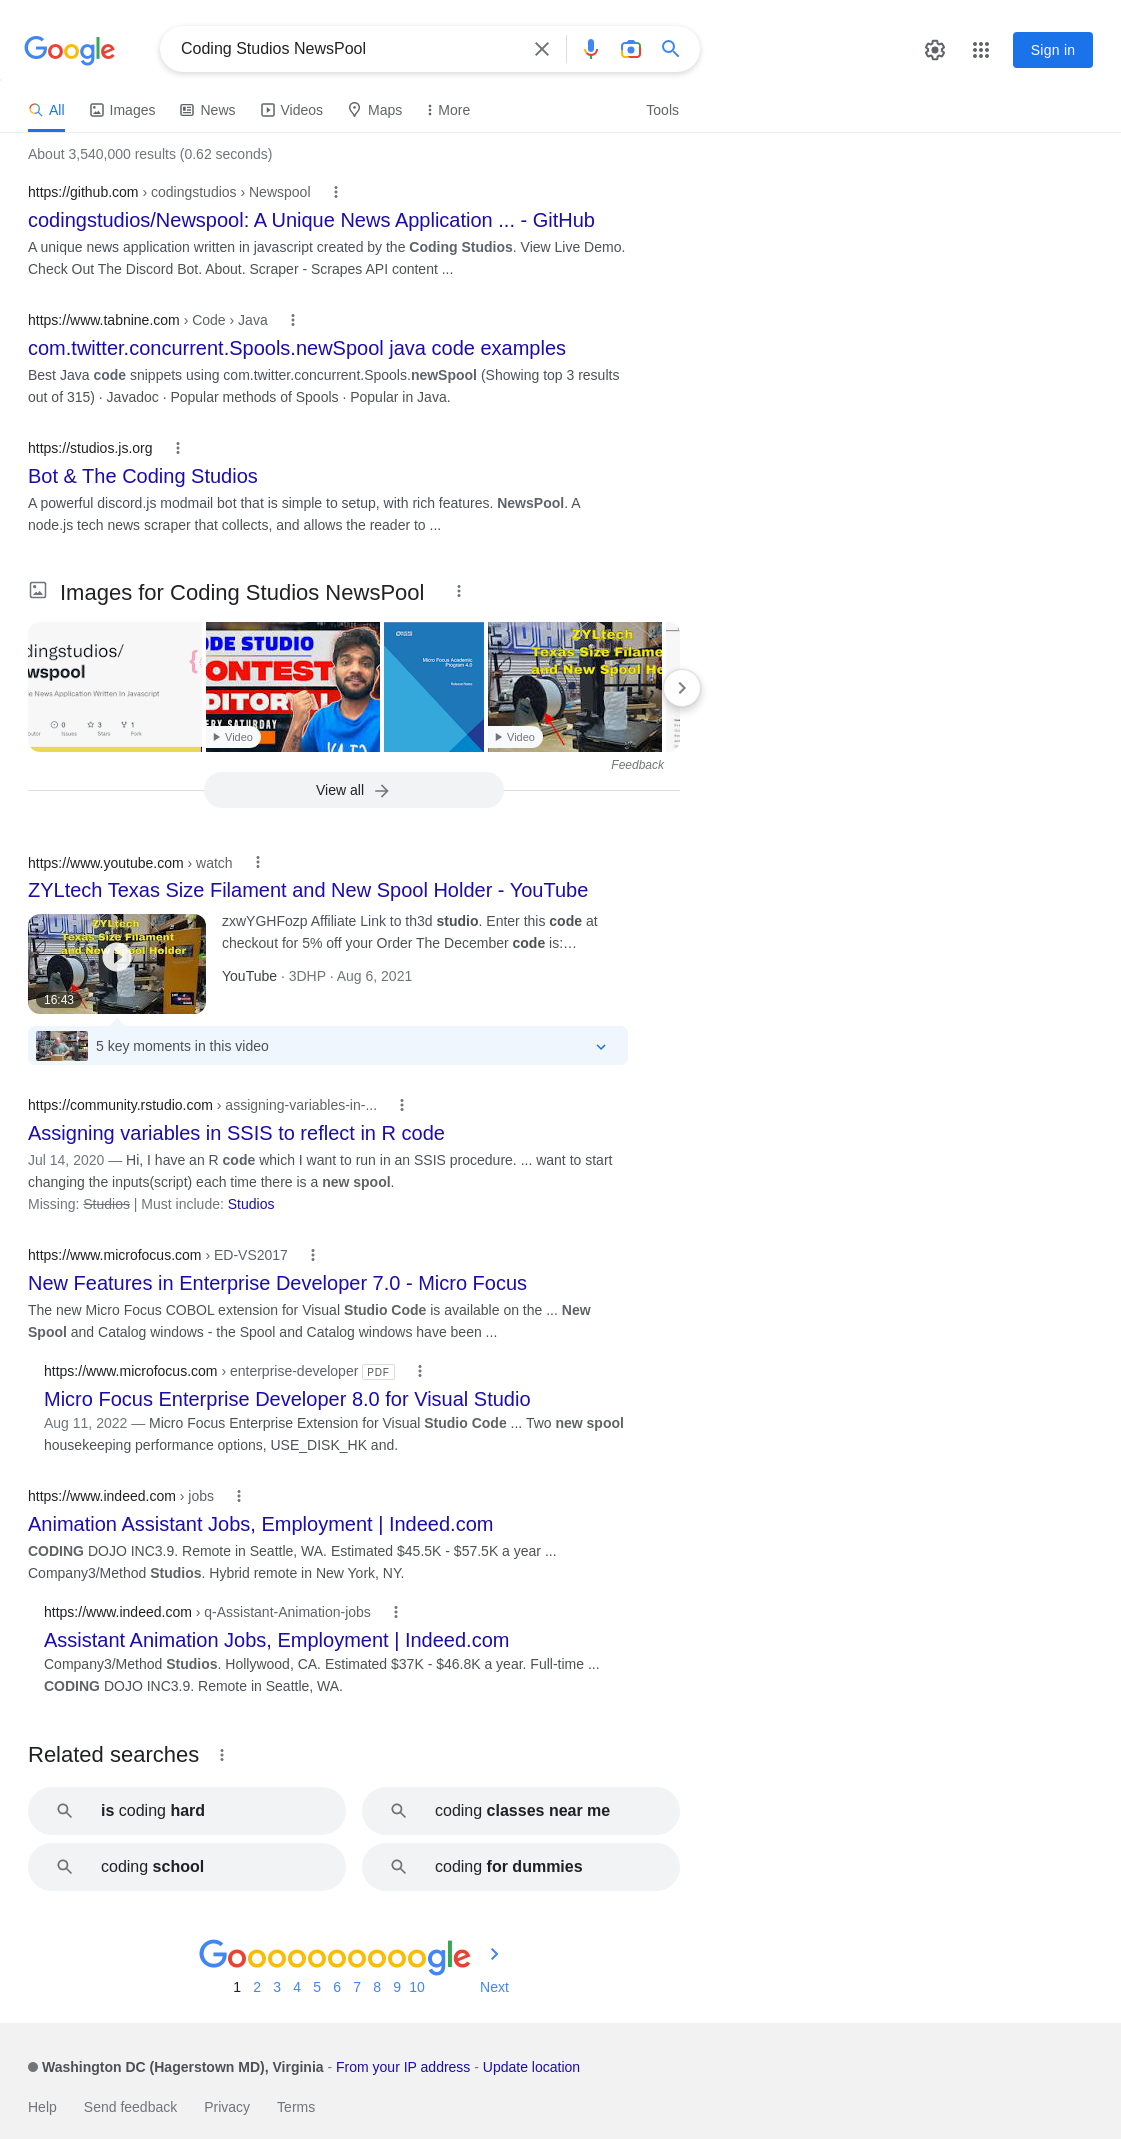 Google
Coding Studios NewsPool
Sign in
All Images News Videos Maps More Tools
About 3,540,000 results (0.62 seconds)
https://github.com › codingstudios › Newspool
codingstudios/Newspool: A Unique News Application ... - GitHub
A unique news application written in javascript created by the Coding Studios. View Live Demo.
Check Out The Discord Bot. About. Scraper - Scrapes API content ...
https://www.tabnine.com › Code › Java
com.twitter.concurrent.Spools.newSpool java code examples
Best Java code snippets using com.twitter.concurrent.Spools.newSpool (Showing top 3 results
out of 315) · Javadoc · Popular methods of Spools · Popular in Java.
https://studios.js.org
Bot & The Coding Studios
A powerful discord.js modmail bot that is simple to setup, with rich features. NewsPool. A
node.js tech news scraper that collects, and allows the reader to ...
Images for Coding Studios NewsPool
dingstudios/
wspool
e News Application Written In Javascript
0 3 1
Issues Stars Fork
ODE STUDIO
ONTEST
DITORIAL
ERY SATURDAY
Video
Micro Focus Academic
Program 4.0
Release Notes
ZYLtech
Texas Size Filame
and New Spool Ho
Video
Feedback
View all
https://www.youtube.com › watch
ZYLtech Texas Size Filament and New Spool Holder - YouTube
ZYLtech
Texas Size Filament
and New Spool Holder
16:43
zxwYGHFozp Affiliate Link to th3d studio. Enter this code at
checkout for 5% off your Order The December code is:…
YouTube · 3DHP · Aug 6, 2021
5 key moments in this video
https://community.rstudio.com › assigning-variables-in-...
Assigning variables in SSIS to reflect in R code
Jul 14, 2020 — Hi, I have an R code which I want to run in an SSIS procedure. ... want to start
changing the inputs(script) each time there is a new spool.
Missing: Studios | Must include: Studios
https://www.microfocus.com › ED-VS2017
New Features in Enterprise Developer 7.0 - Micro Focus
The new Micro Focus COBOL extension for Visual Studio Code is available on the ... New
Spool and Catalog windows - the Spool and Catalog windows have been ...
https://www.microfocus.com › enterprise-developer PDF
Micro Focus Enterprise Developer 8.0 for Visual Studio
Aug 11, 2022 — Micro Focus Enterprise Extension for Visual Studio Code ... Two new spool
housekeeping performance options, USE_DISK_HK and.
https://www.indeed.com › jobs
Animation Assistant Jobs, Employment | Indeed.com
CODING DOJO INC3.9. Remote in Seattle, WA. Estimated $45.5K - $57.5K a year ...
Company3/Method Studios. Hybrid remote in New York, NY.
https://www.indeed.com › q-Assistant-Animation-jobs
Assistant Animation Jobs, Employment | Indeed.com
Company3/Method Studios. Hollywood, CA. Estimated $37K - $46.8K a year. Full-time ...
CODING DOJO INC3.9. Remote in Seattle, WA.
Related searches
is coding hard
coding classes near me
coding school
coding for dummies
Goooooooooogle
1 2 3 4 5 6 7 8 9 10 Next
Washington DC (Hagerstown MD), Virginia - From your IP address - Update location
Help Send feedback Privacy Terms